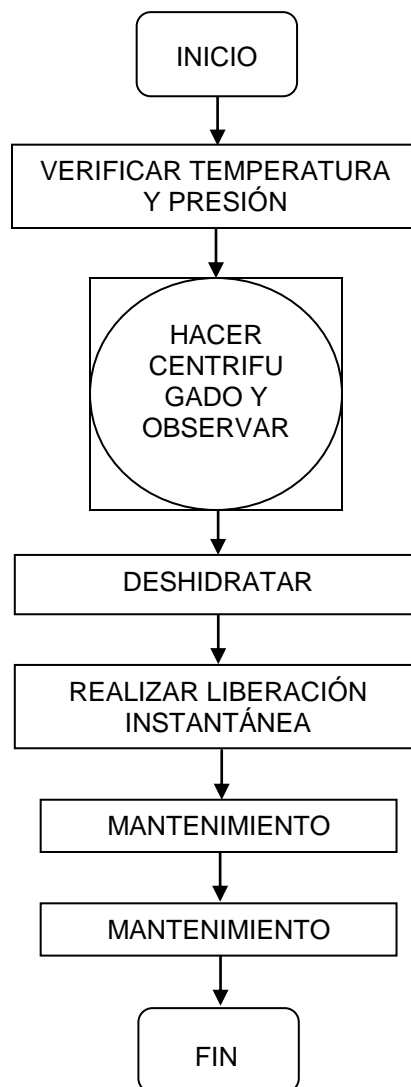 INICIO
VERIFICAR TEMPERATURA
Y PRESIÓN
HACER
CENTRIFU
GADO Y
OBSERVAR
DESHIDRATAR
REALIZAR LIBERACIÓN
INSTANTÁNEA
MANTENIMIENTO
MANTENIMIENTO
FIN